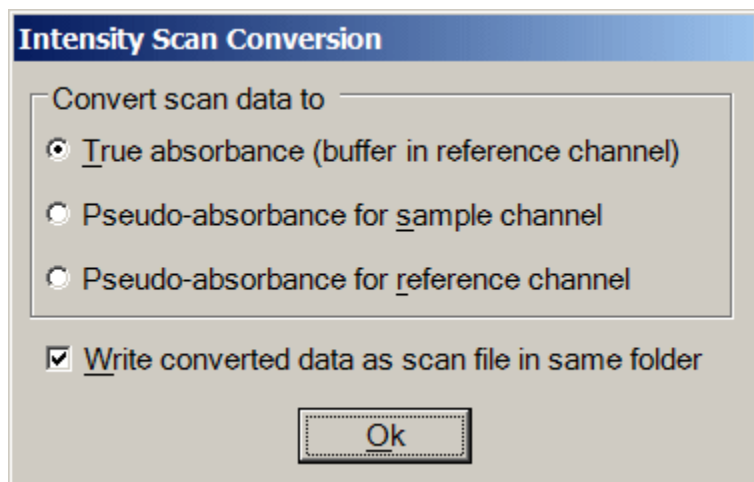 Intensity Scan Conversion
Convert scan data to
True absorbance (buffer in reference channel)
Pseudo-absorbance for sample channel
Pseudo-absorbance for reference channel
Write converted data as scan file in same folder
Ok